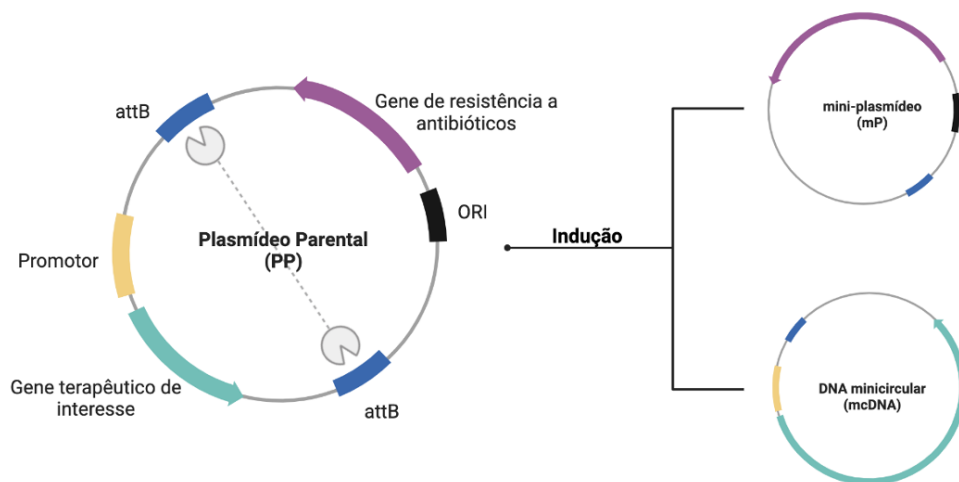 attB
Gene de resistência a
antibióticos
ORI
Plasmídeo Parental
(PP)
Promotor
Gene terapêutico de
interesse
attB
Indução
mini-plasmídeo
(mP)
DNA minicircular
(mcDNA)